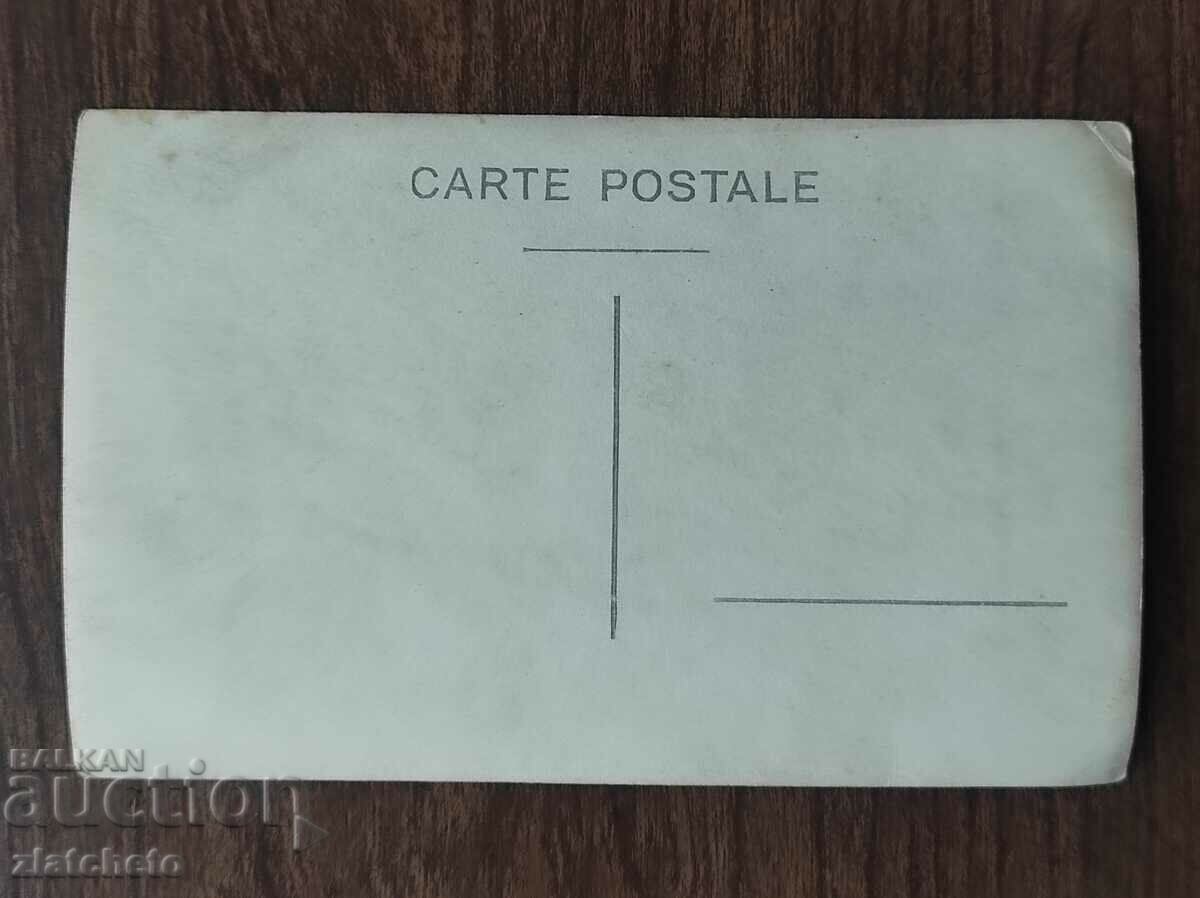 CARTE POSTALE
BALKAN
auction
zlatcheto